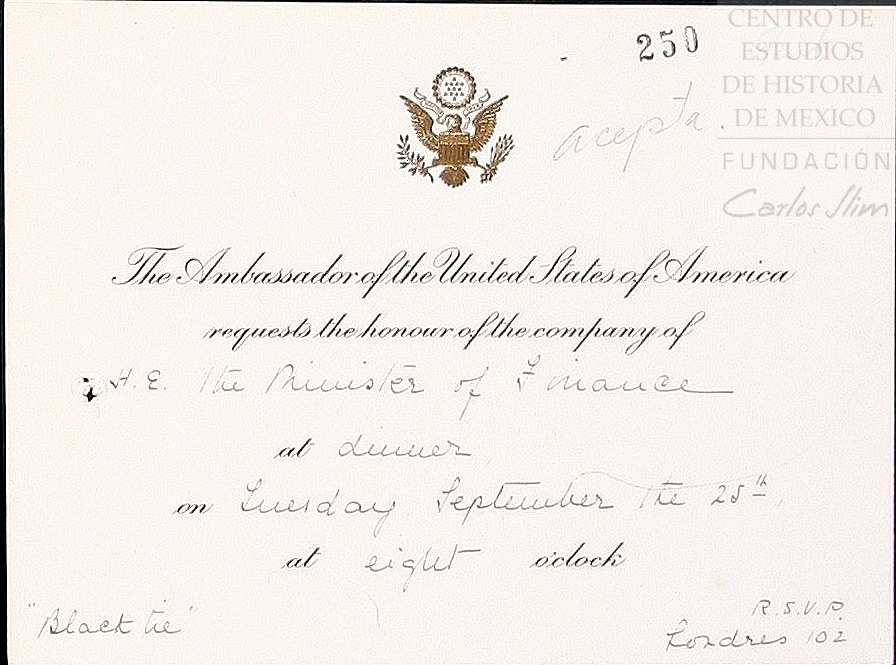 250
CENTRO DE
ESTUDIOS
DE HISTORIA
DE MEXICO
FUNDACIÓN
Carlos Slim
acepta.
The Ambassador of the United States of America
requests the honour of the company of
H. E. The Minister of Finance
at dinner
on Tuesday September the 25th
at eight o'clock
"Black tie"
R.S.V.P.
Londres 102